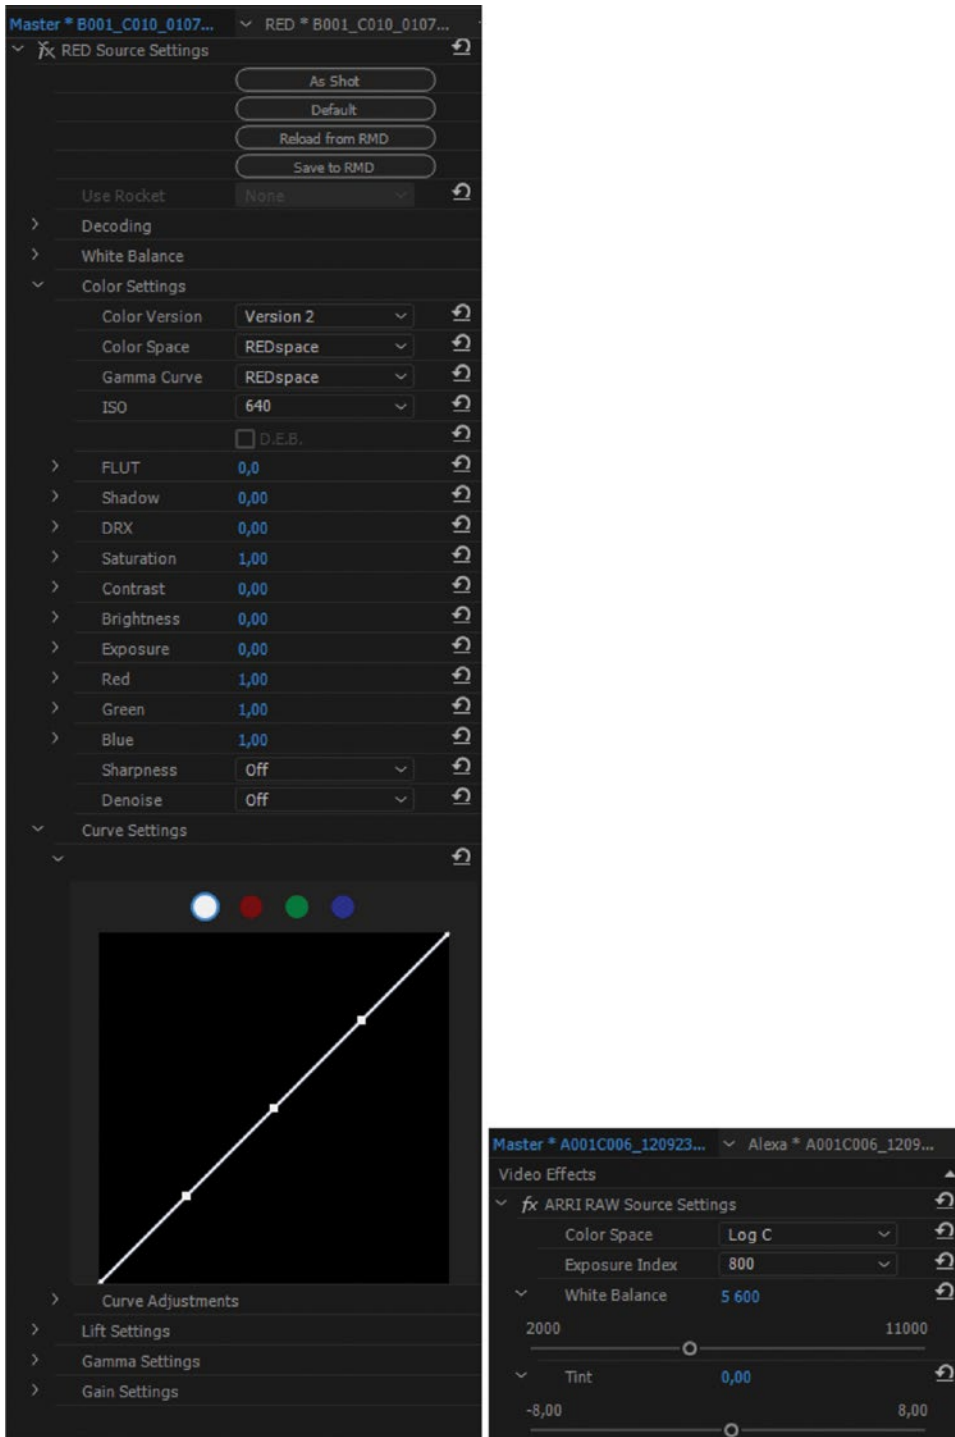 Master * B001_C010_0107... RED * B001_C010_0107...
fx RED Source Settings
As Shot
Default
Reload from RMD
Save to RMD
Use Rocket None
Decoding
White Balance
Color Settings
Color Version Version 2
Color Space REDspace
Gamma Curve REDspace
ISO 640
D.E.B.
FLUT 0,0
Shadow 0,00
DRX 0,00
Saturation 1,00
Contrast 0,00
Brightness 0,00
Exposure 0,00
Red 1,00
Green 1,00
Blue 1,00
Sharpness Off
Denoise Off
Curve Settings
Curve Adjustments
Lift Settings
Gamma Settings
Gain Settings
Master * A001C006_120923... Alexa * A001C006_1209...
Video Effects
fx ARRI RAW Source Settings
Color Space Log C
Exposure Index 800
White Balance 5 600
2000 11000
Tint 0,00
-8,00 8,00